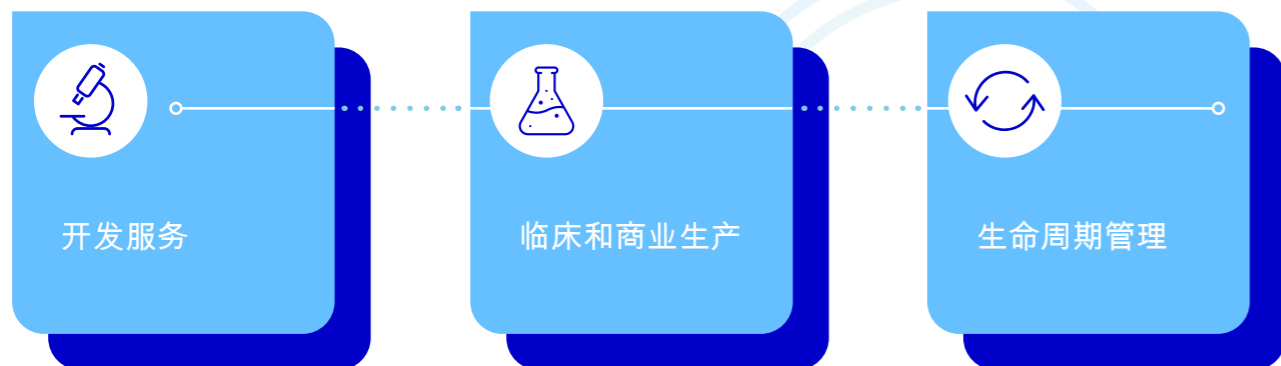 开发服务
临床和商业生产
生命周期管理